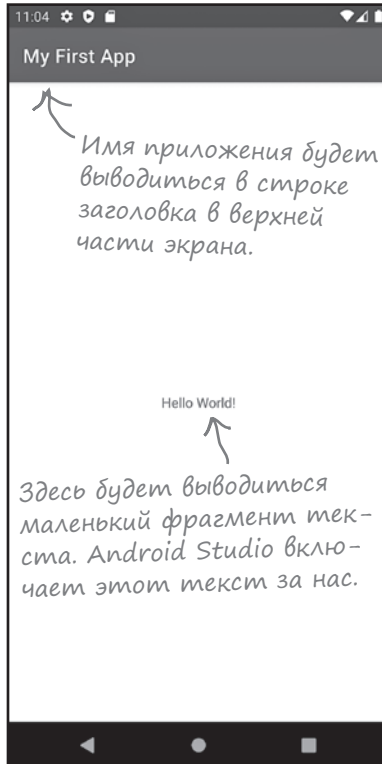 11:04
My First App
Имя приложения будет
выводиться в строке
заголовка в верхней
части экрана.
Hello World!
Здесь будет выводиться
маленький фрагмент тек-
ста. Android Studio вклю-
чает этот текст за нас.